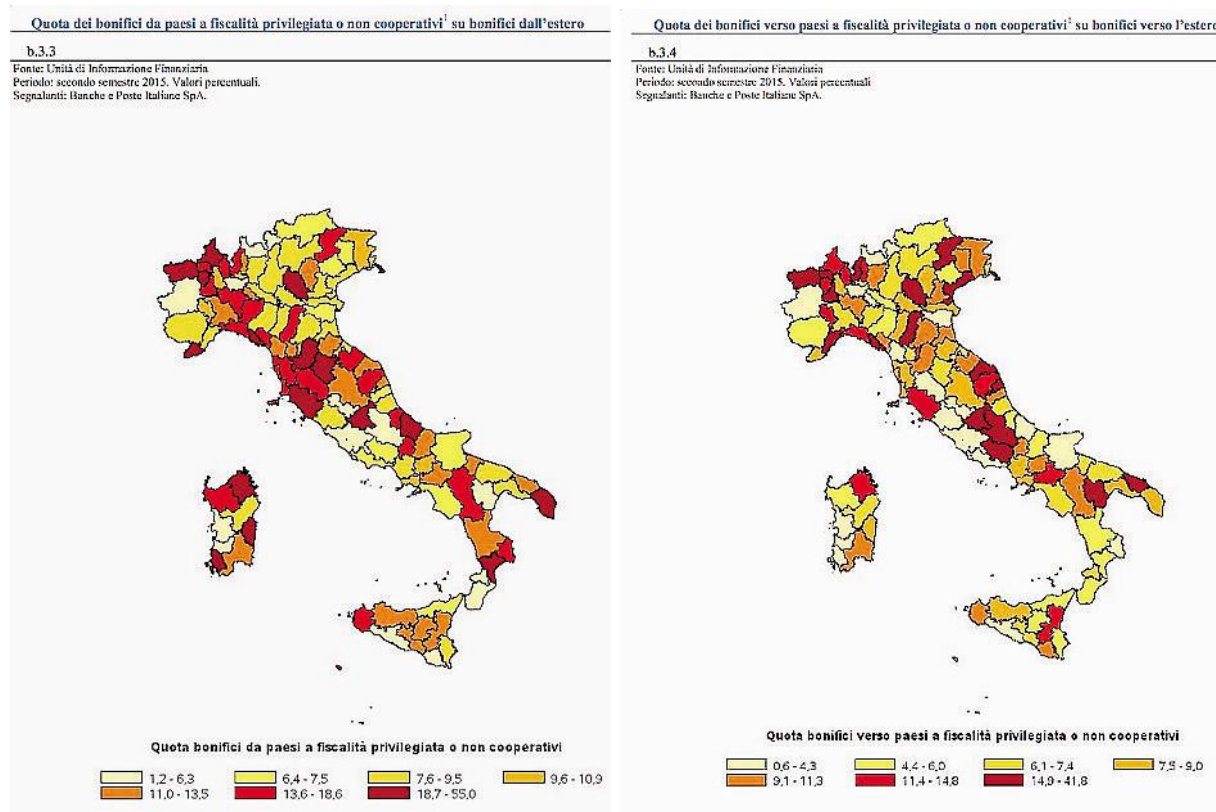 Quota dei bonifici da paesi a fiscalità privilegiata o non cooperativi¹ su bonifici dall'estero
b.3.3
Fonte: Unità di Informazione Finanziaria
Periodo: secondo semestre 2015. Valori percentuali.
Segnalanti: Banche e Poste Italiane SpA.
Quota bonifici da paesi a fiscalità privilegiata o non cooperativi
1,2 - 6,3
6,4 - 7,5
7,6 - 9,5
9,6 - 10,9
11,0 - 13,5
13,6 - 18,6
18,7 - 55,0
Quota dei bonifici verso paesi a fiscalità privilegiata o non cooperativi² su bonifici verso l'estero
b.3.4
Fonte: Unità di Informazione Finanziaria
Periodo: secondo semestre 2015. Valori percentuali
Segnalanti: Banche e Poste Italiane SpA.
Quota bonifici verso paesi a fiscalità privilegiata o non cooperativi
0,6 - 4,3
4,4 - 6,0
6,1 - 7,4
7,5 - 9,0
9,1 - 11,3
11,4 - 14,8
14,9 - 41,8